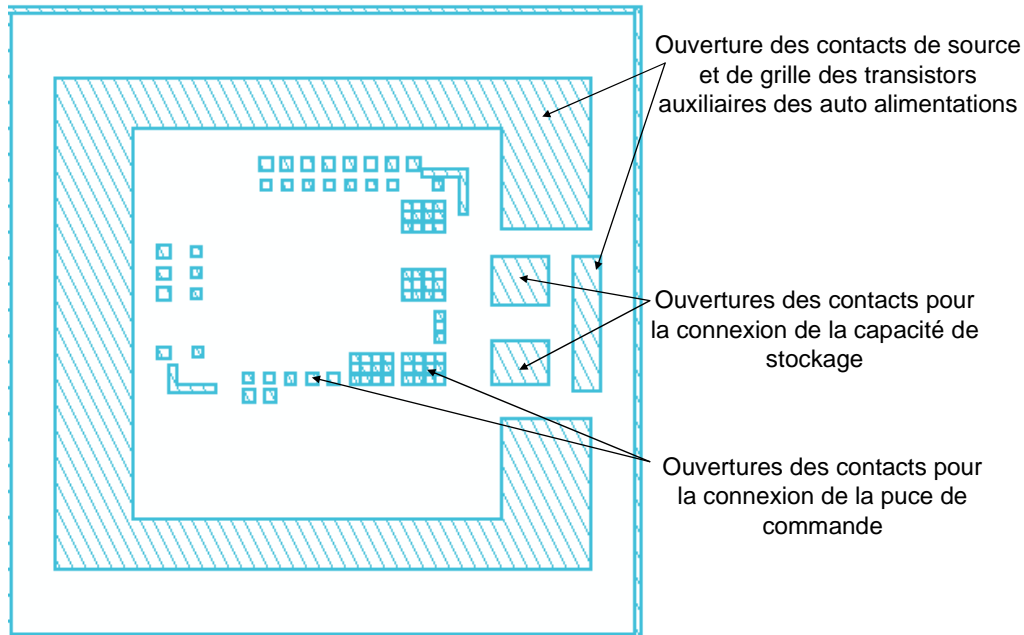 Ouverture des contacts de source
et de grille des transistors
auxiliaires des auto alimentations
Ouvertures des contacts pour
la connexion de la capacité de
stockage
Ouvertures des contacts pour
la connexion de la puce de
commande